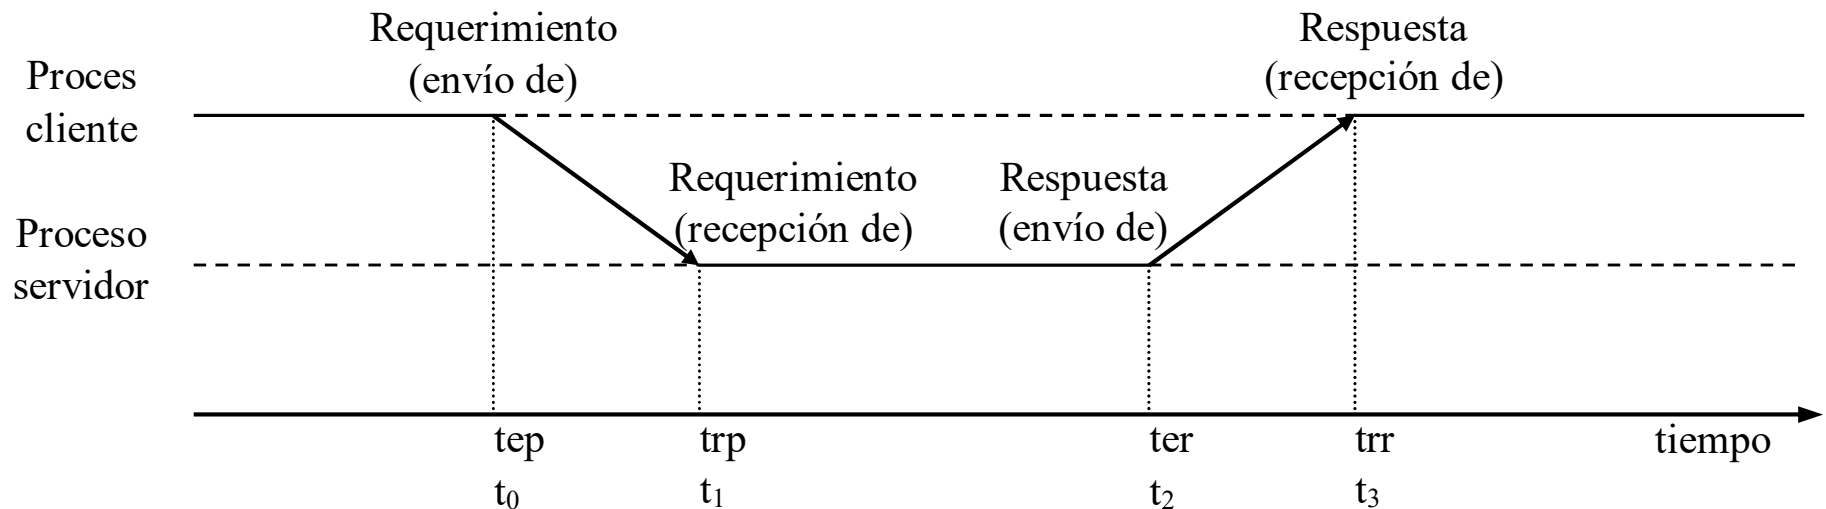 Requerimiento
(envío de)
Respuesta
(recepción de)
Proces
cliente
Requerimiento
(recepción de)
Respuesta
(envío de)
Proceso
servidor
tep
trp
ter
trr
tiempo
t0
t1
t2
t3